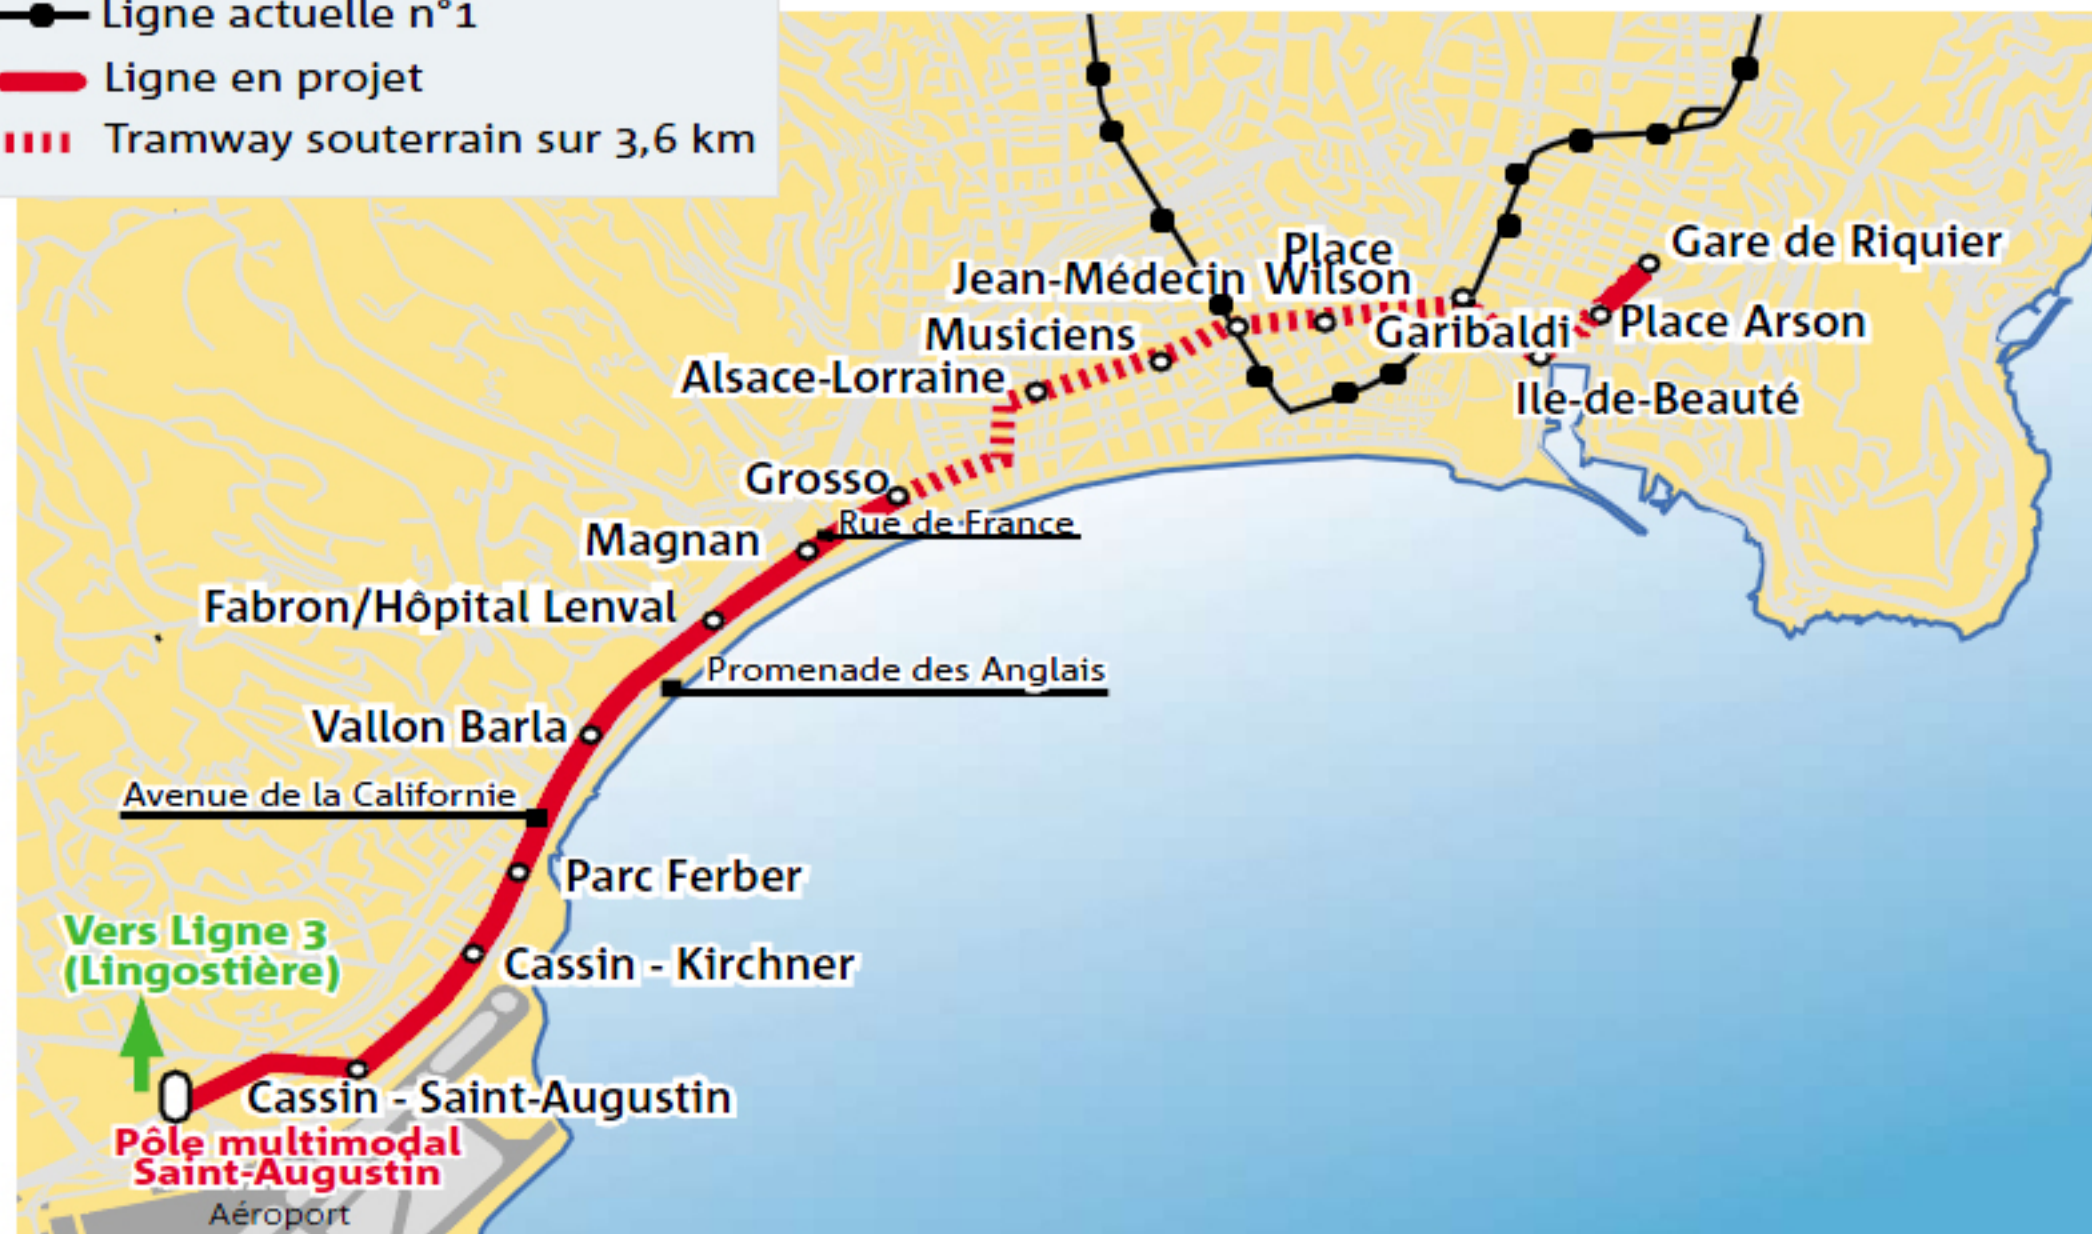 Ligne actuelle n°1
Ligne en projet
Tramway souterrain sur 3,6 km
Place
Jean-Médecin Wilson
Gare de Riquier
Musiciens
Garibaldi
Place Arson
Alsace-Lorraine
Ile-de-Beauté
Grosso
Rue de France
Magnan
Fabron/Hôpital Lenval
Promenade des Anglais
Vallon Barla
Avenue de la Californie
Parc Ferber
Vers Ligne 3
(Lingostière)
Cassin - Kirchner
Cassin - Saint-Augustin
Pôle multimodal
Saint-Augustin
Aéroport